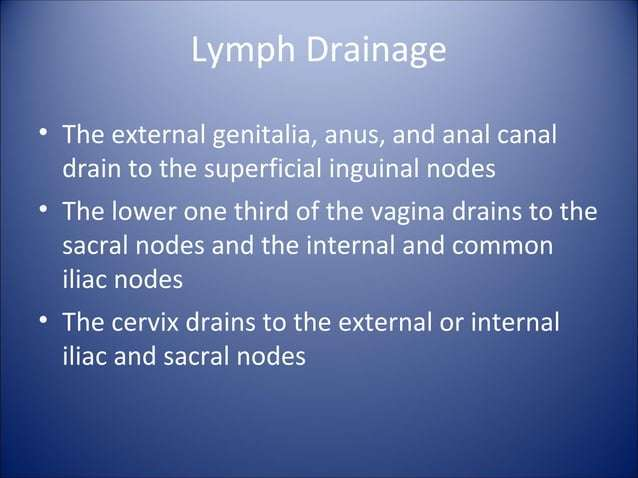 Lymph Drainage
• The external genitalia, anus, and anal canal
drain to the superficial inguinal nodes
• The lower one third of the vagina drains to the
sacral nodes and the internal and common
iliac nodes
• The cervix drains to the external or internal
iliac and sacral nodes